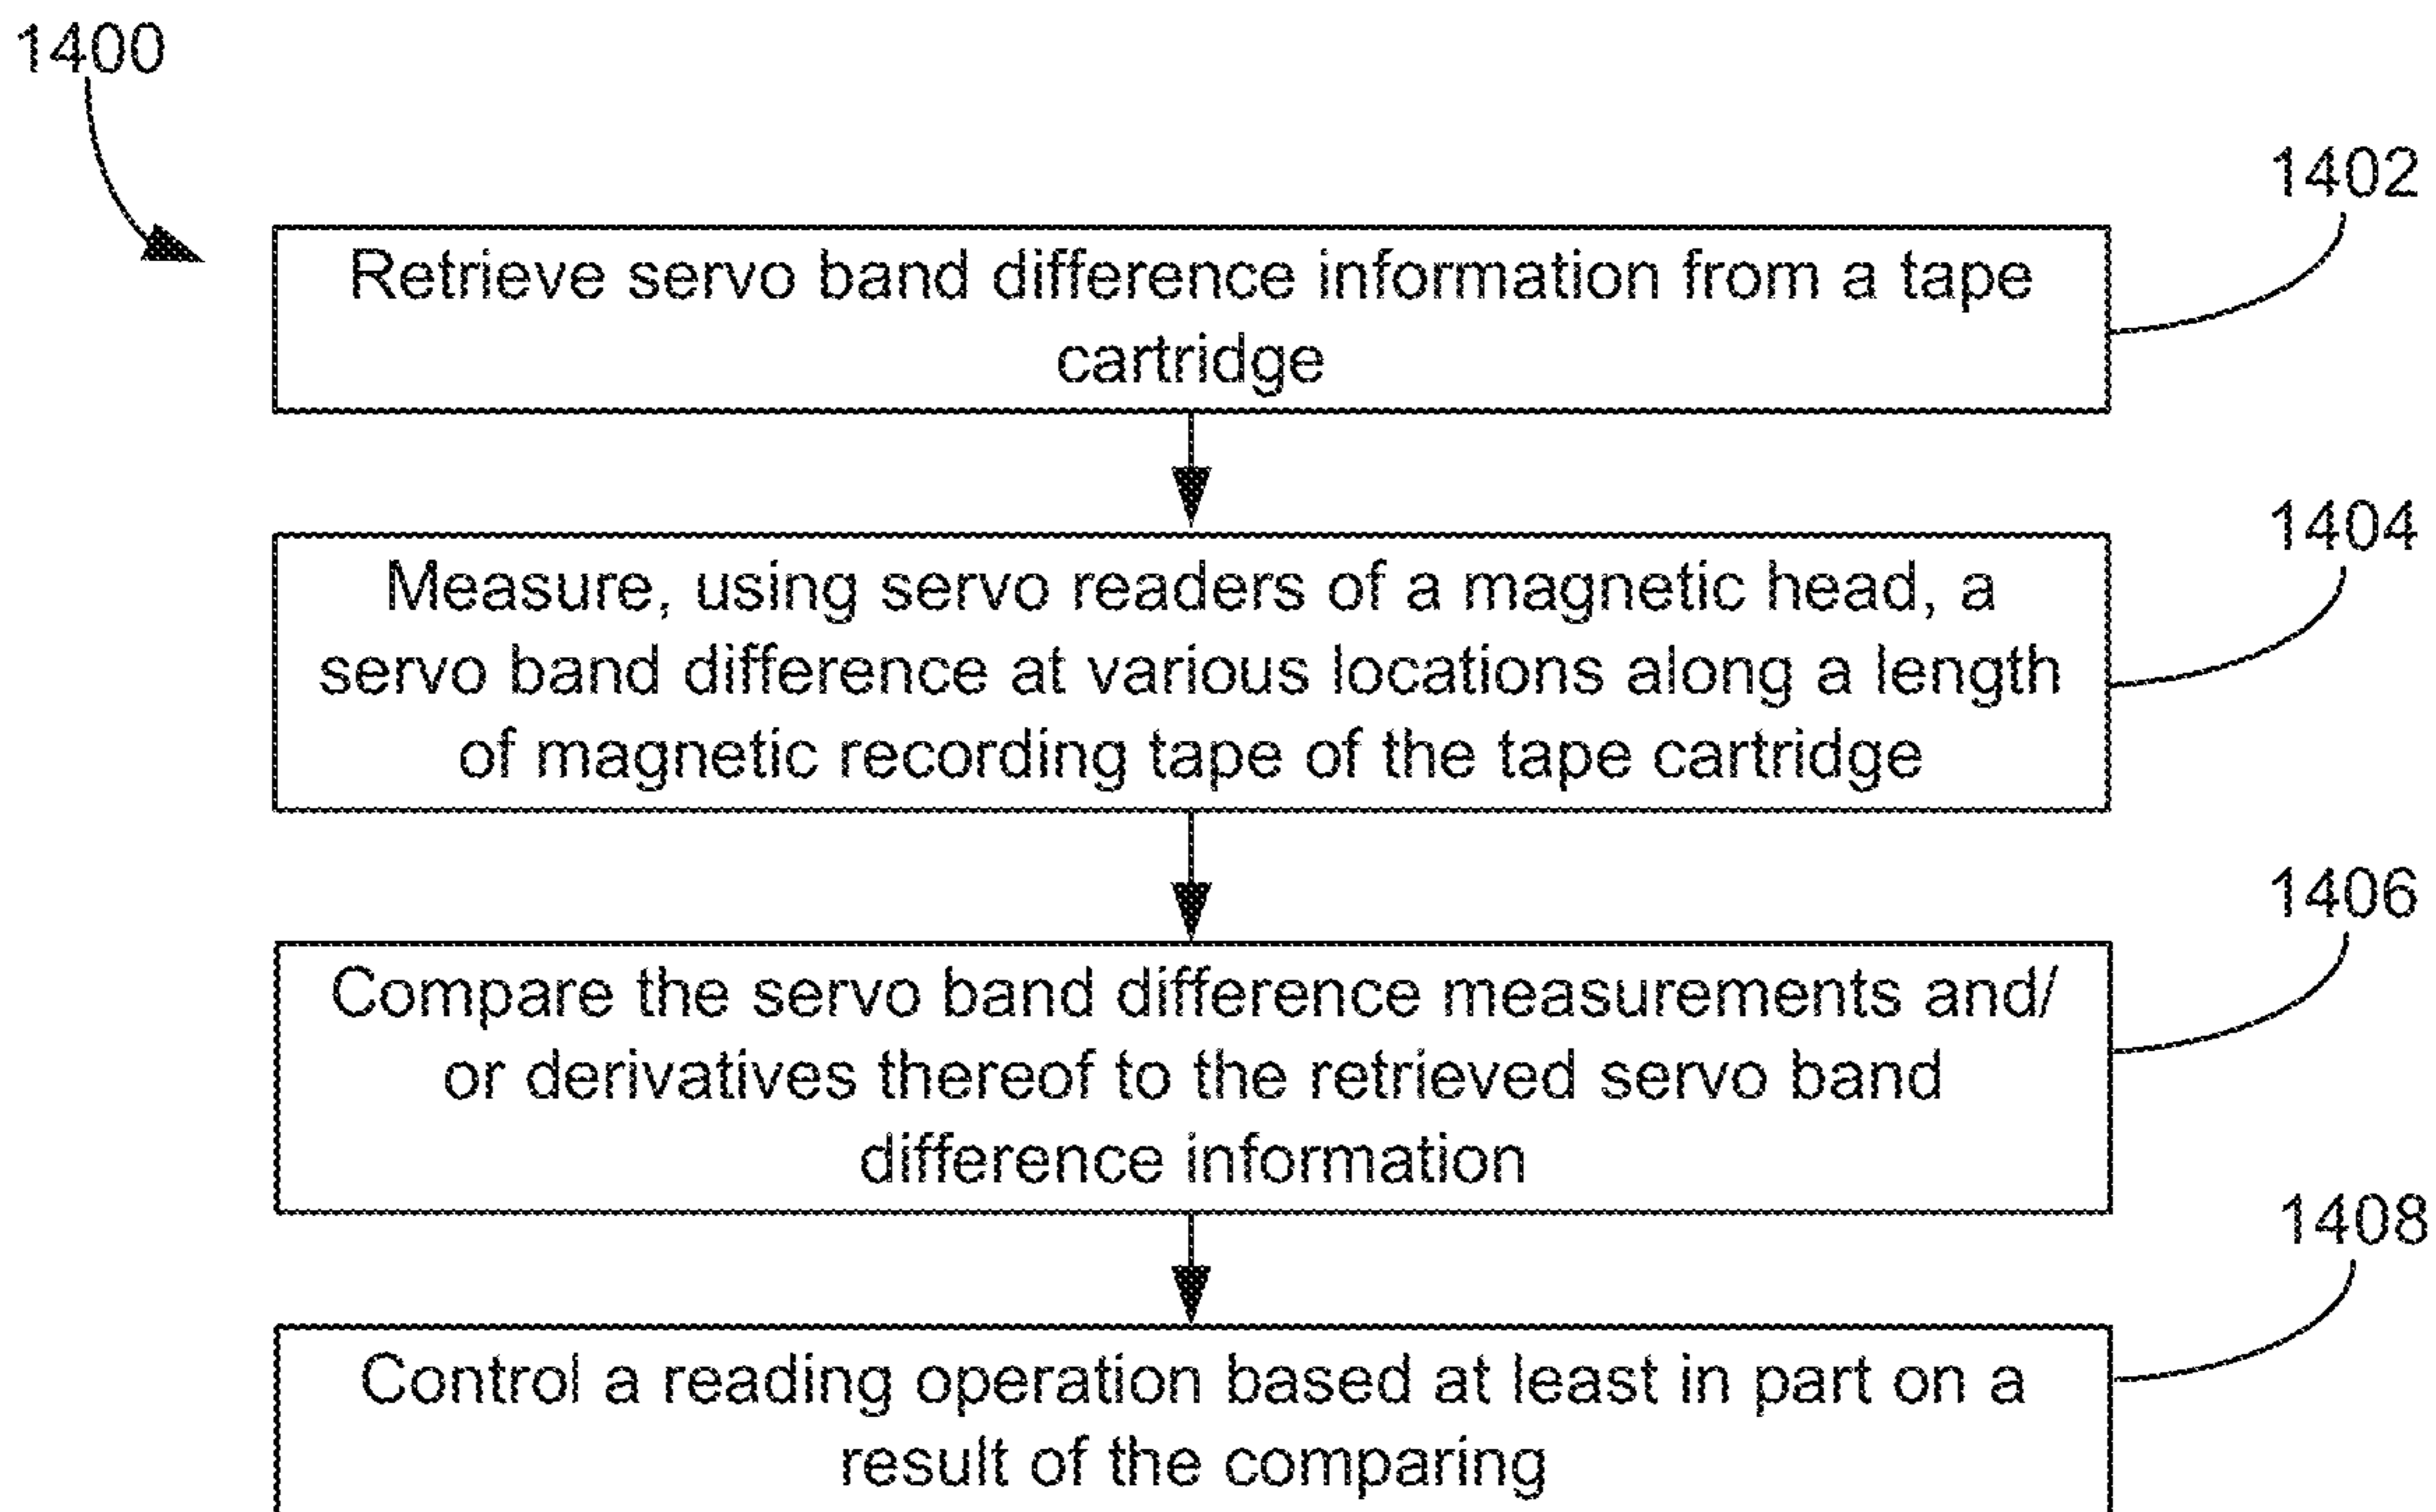 1400
1402
Retrieve servo band difference information from a tape
cartridge
1404
Measure, using servo readers of a magnetic head, a
servo band difference at various locations along a length
of magnetic recording tape of the tape cartridge
1406
Compare the servo band difference measurements and/
or derivatives thereof to the retrieved servo band
difference information
1408
Control a reading operation based at least in part on a
result of the comparing